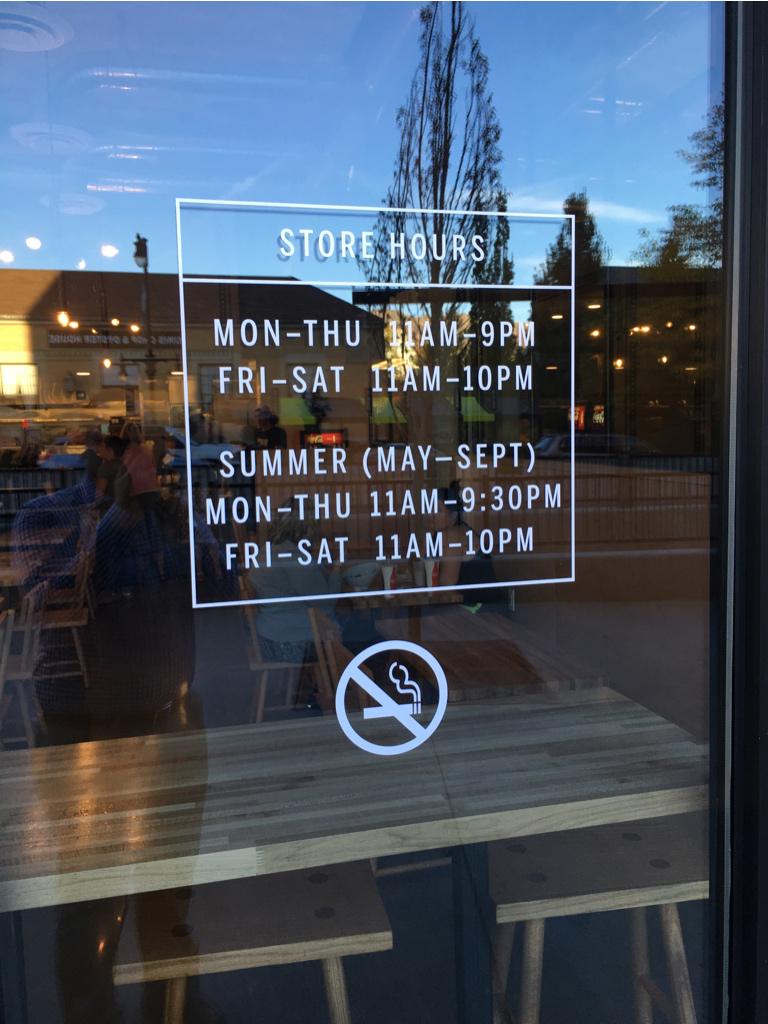 STORE HOURS
MON–THU 11AM–9PM
FRI–SAT 11AM–10PM
SUMMER (MAY–SEPT)
MON–THU 11AM–9:30PM
FRI–SAT 11AM–10PM